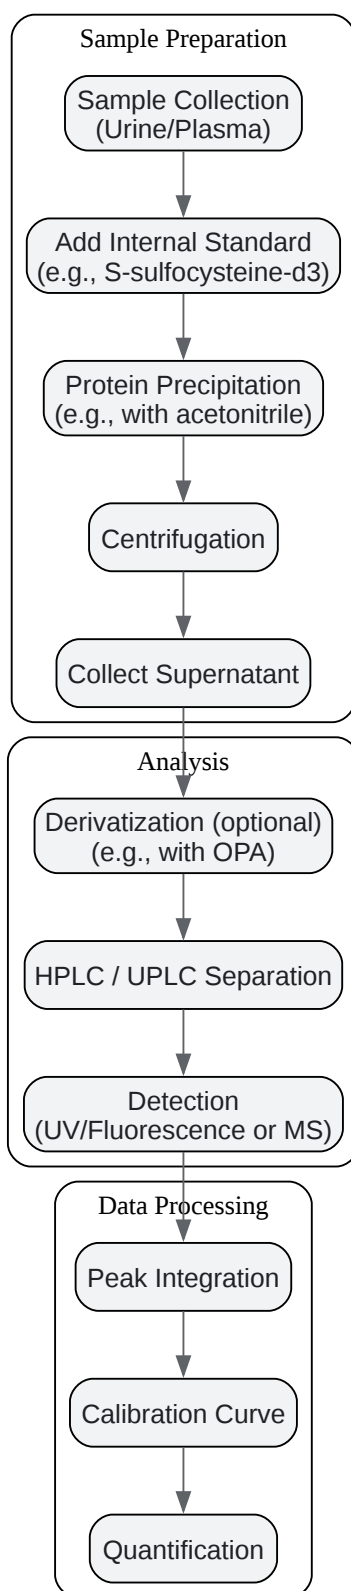 Sample Preparation
Sample Collection
(Urine/Plasma)
Add Internal Standard
(e.g., S-sulfocysteine-d3)
Protein Precipitation
(e.g., with acetonitrile)
Centrifugation
Collect Supernatant
Analysis
Derivatization (optional)
(e.g., with OPA)
HPLC / UPLC Separation
Detection
(UV/Fluorescence or MS)
Data Processing
Peak Integration
Calibration Curve
Quantification